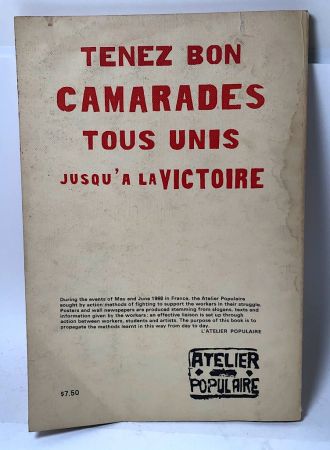 TENEZ BON
CAMARADES
TOUS UNIS
JUSQU'A LA VICTOIRE
During the events of May and June 1968 in France, the Atelier Populaire
sought by action methods of fighting to support the workers in their struggle.
Posters and wall newspapers are produced stemming from slogans, texts and
information given by the workers: an effective liaison is set up through
action between workers, students and artists. The purpose of this book is to
propagate the methods learnt in this way from day to day.
L'ATELIER POPULAIRE
ATELIER
POPULAIRE
$7.50